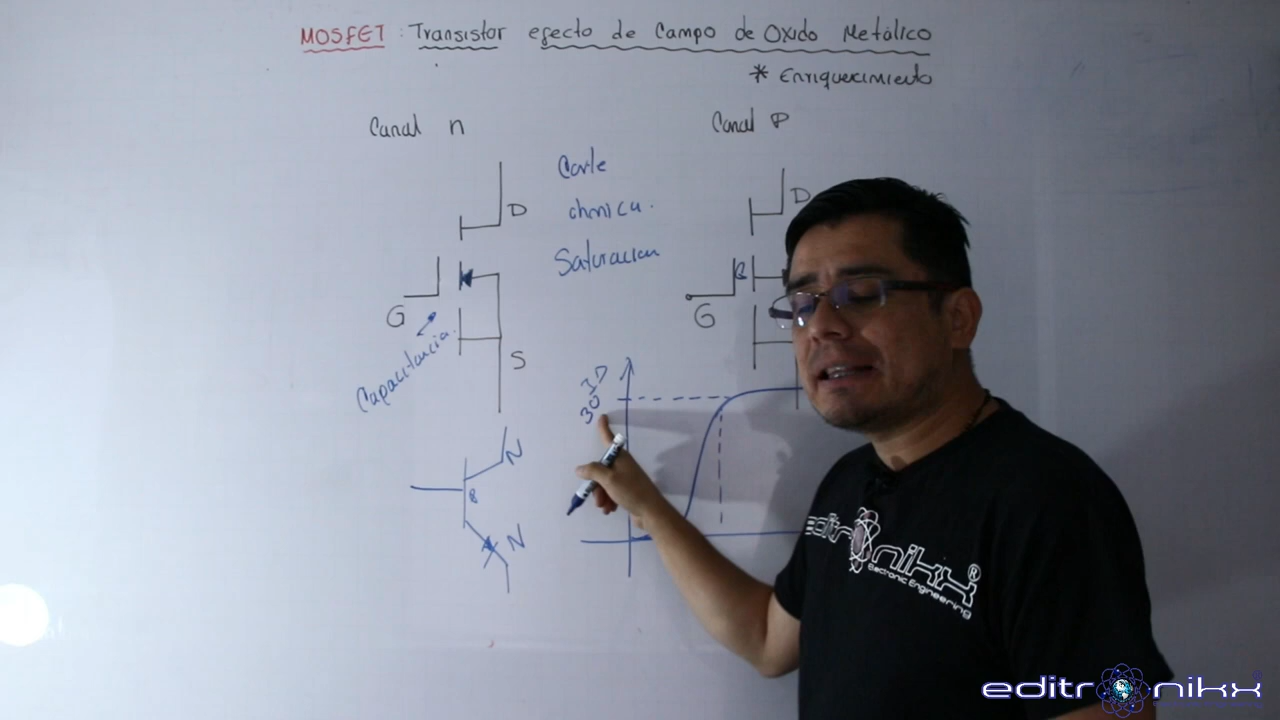 MOSFET : Transistor efecto de Campo de Oxido Metálico
* Enriquecimiento
Canal n
Canal P
Corte
ohmica.
Saturacion
D
G
S
Capacitancia.
D
B
G
ID
30
N
B
N
editronikx®
Electronic Engineering
editronikx